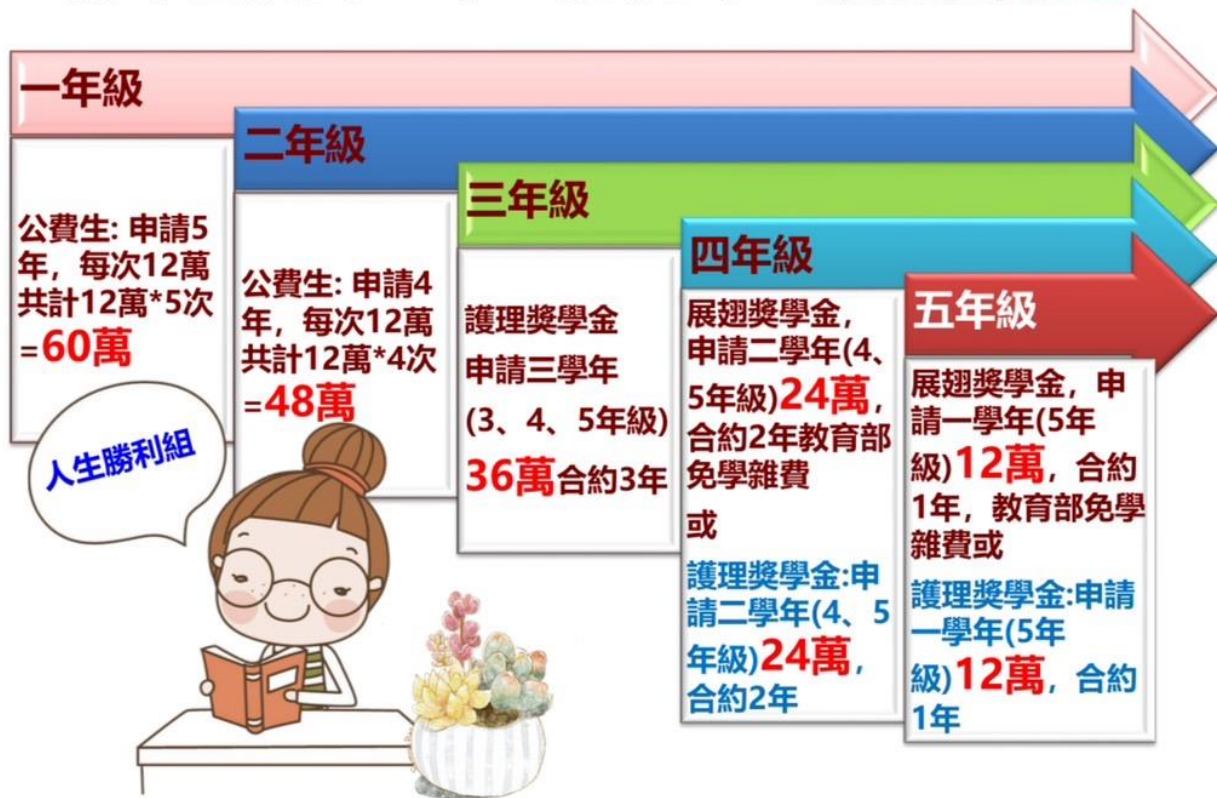 一年級
公費生: 申請5
年，每次12萬
共計12萬*5次
=60萬
二年級
公費生: 申請4
年，每次12萬
共計12萬*4次
=48萬
三年級
護理獎學金
申請三學年
(3、4、5年級)
36萬合約3年
四年級
展翅獎學金，
申請二學年(4、
5年級)24萬，
合約2年教育部
免學雜費
或
護理獎學金:申
請二學年(4、5
年級)24萬，
合約2年
五年級
展翅獎學金，申
請一學年(5年
級)12萬，合約
1年，教育部免學
雜費或
護理獎學金:申請
一學年(5年
級)12萬，合約
1年
人生勝利組